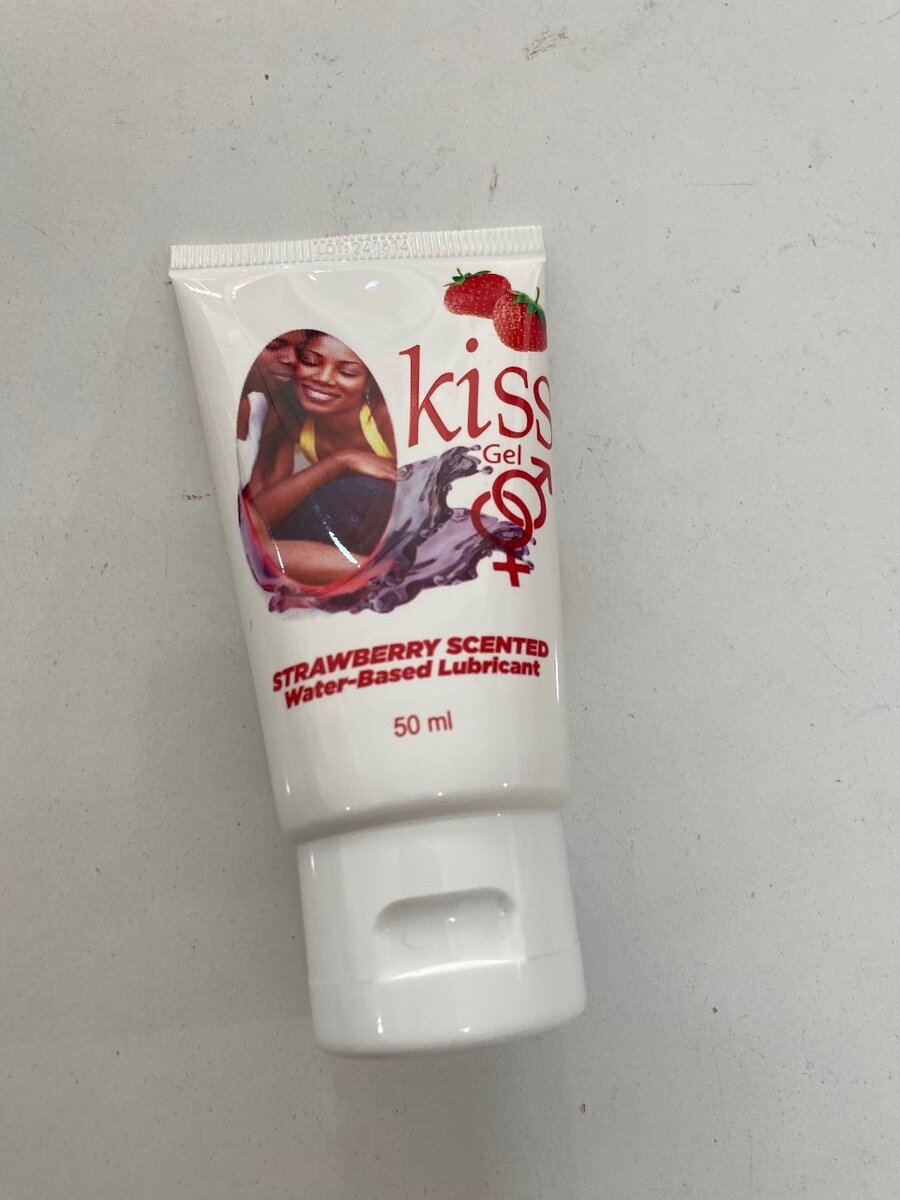 kiss
Gel
STRAWBERRY SCENTED
Water-Based Lubricant
50 ml